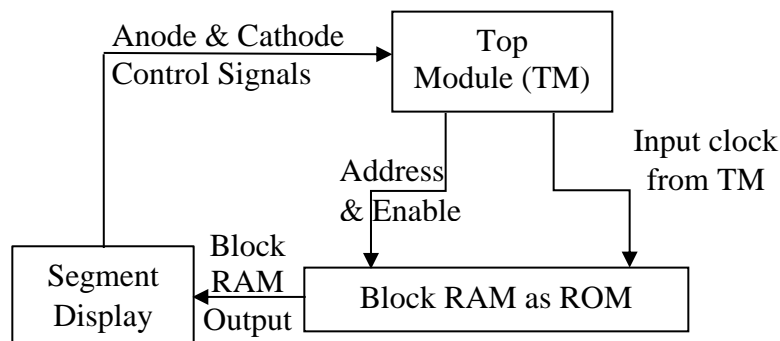 Anode & Cathode
Control Signals
Top
Module (TM)
Input clock
from TM
Address
& Enable
Block
RAM
Output
Segment
Display
Block RAM as ROM